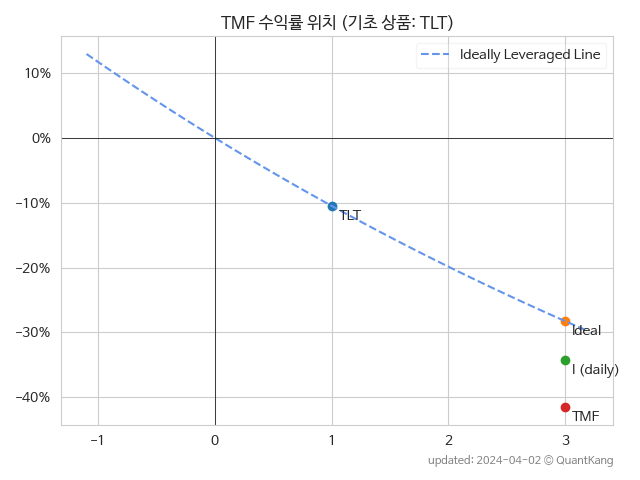 TMF 수익률 위치 (기초 상품: TLT)
Ideally Leveraged Line
10%
0%
−10%
−20%
−30%
−40%
TLT
Ideal
I (daily)
TMF
−1
0
1
2
3
updated: 2024-04-02 © QuantKang